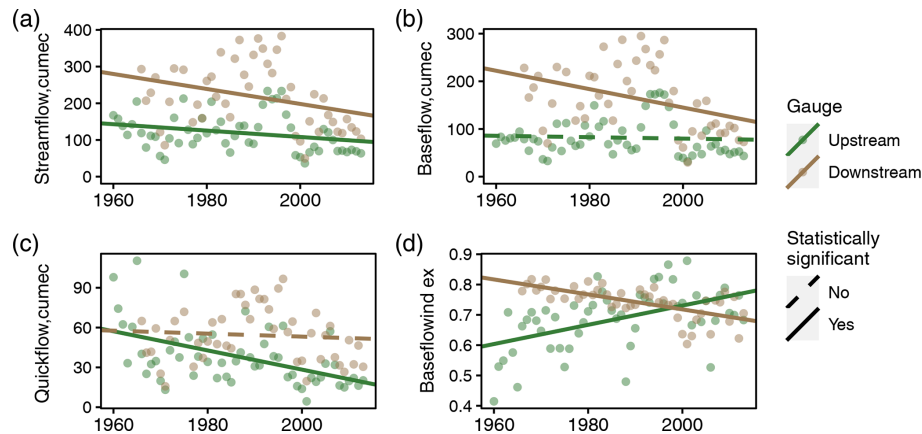 (a)
Streamflow,cumec
400
300
200
100
0
1960
1980
2000
(b)
Baseflow,cumec
300
200
100
0
1960
1980
2000
Gauge
Upstream
Downstream
(c)
Quickflow,cumec
90
60
30
0
1960
1980
2000
(d)
Baseflowind ex
0.9
0.8
0.7
0.6
0.5
0.4
1960
1980
2000
Statistically
significant
No
Yes